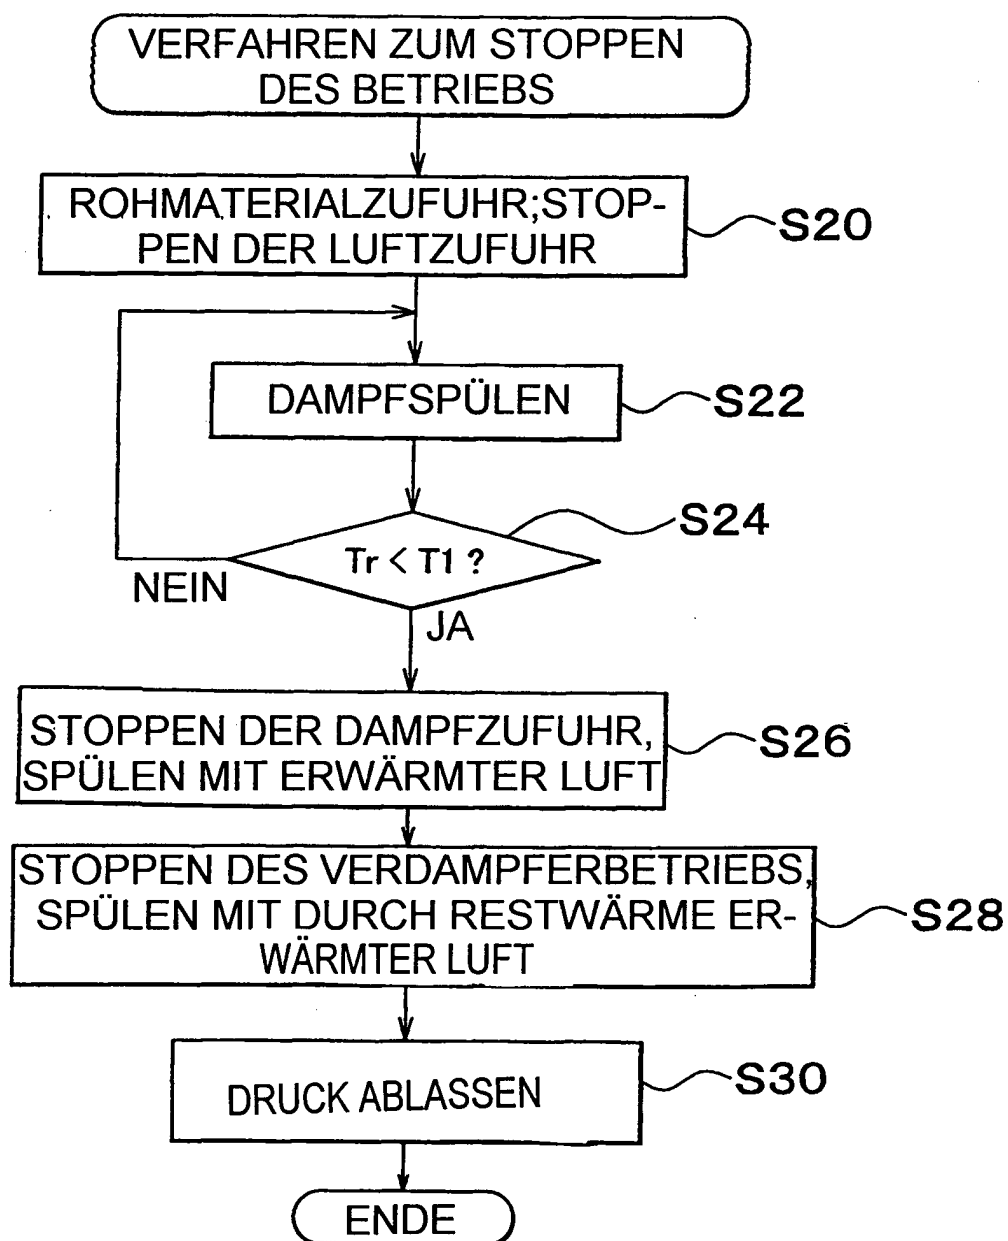 VERFAHREN ZUM STOPPEN
DES BETRIEBS
ROHMATERIALZUFUHR;STOP-
PEN DER LUFTZUFUHR
S20
DAMPFSPÜLEN
S22
S24
Tr < T1 ?
NEIN
JA
STOPPEN DER DAMPFZUFUHR,
SPÜLEN MIT ERWÄRMTER LUFT
S26
STOPPEN DES VERDAMPFERBETRIEBS,
SPÜLEN MIT DURCH RESTWÄRME ER-
WÄRMTER LUFT
S28
DRUCK ABLASSEN
S30
ENDE